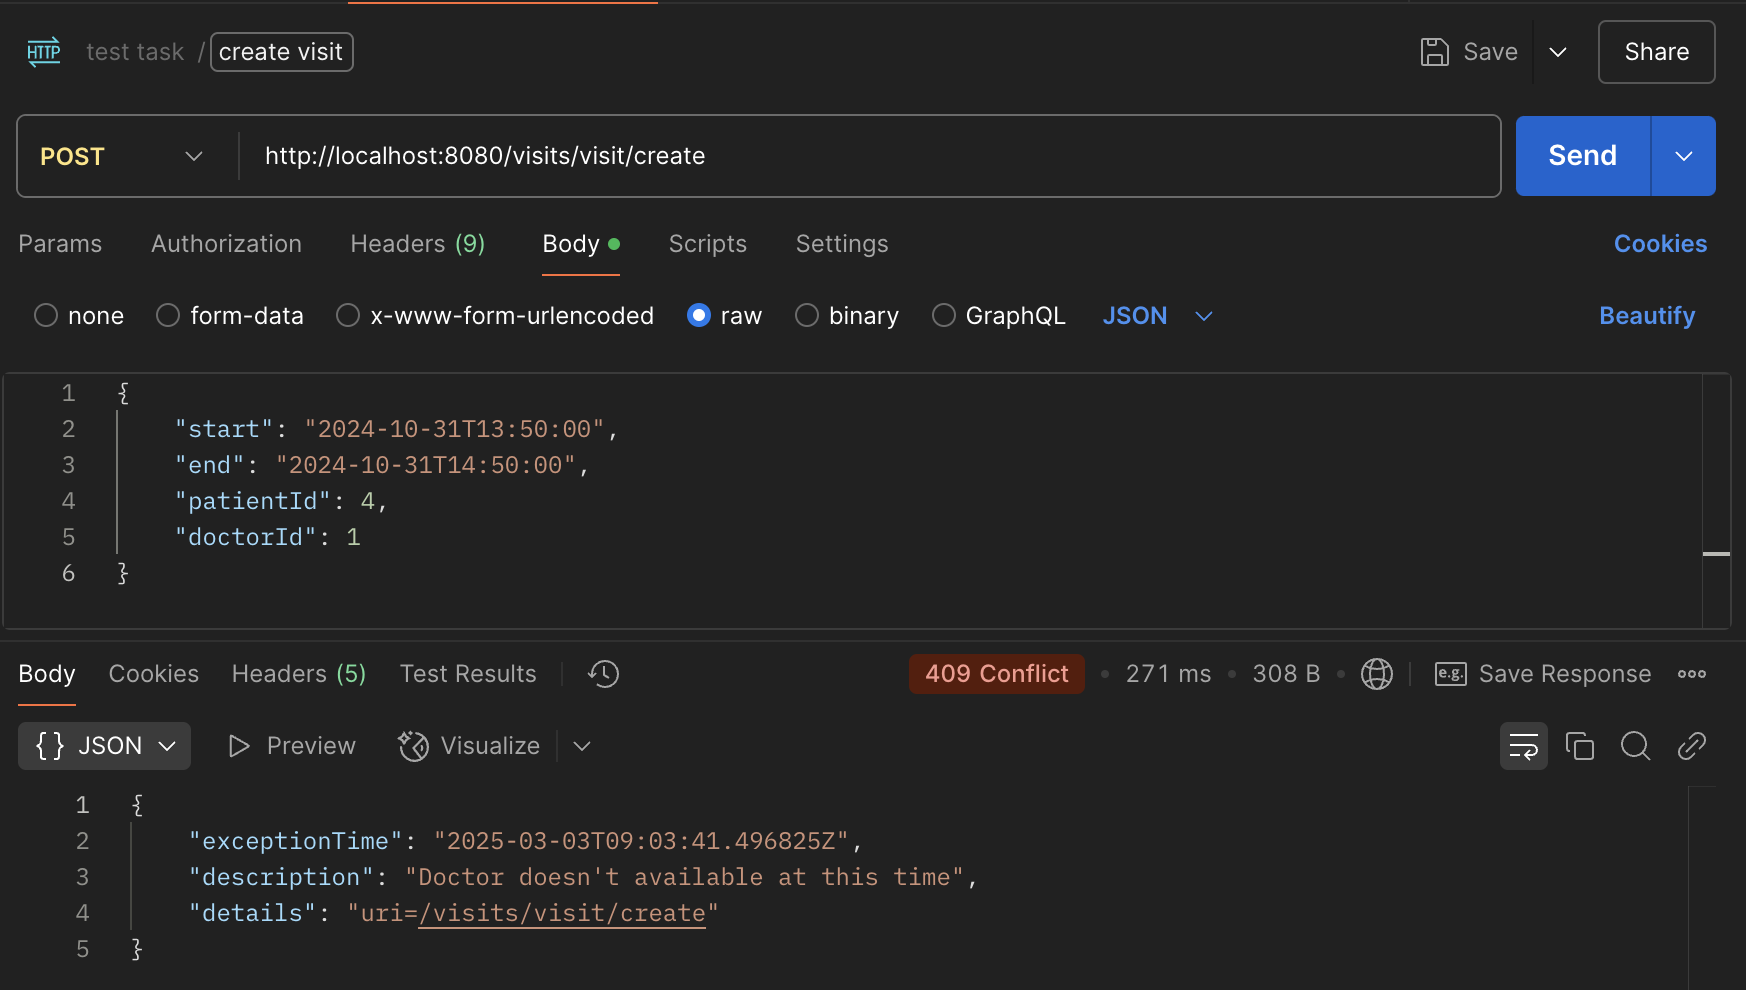 HTTP test task / create visit Save Share
POST http://localhost:8080/visits/visit/create Send
Params Authorization Headers (9) Body Scripts Settings Cookies
none form-data x-www-form-urlencoded raw binary GraphQL JSON Beautify
1 {
2 "start": "2024-10-31T13:50:00",
3 "end": "2024-10-31T14:50:00",
4 "patientId": 4,
5 "doctorId": 1
6 }
Body Cookies Headers (5) Test Results 409 Conflict • 271 ms • 308 B • e.g. Save Response
{} JSON Preview Visualize
1 {
2 "exceptionTime": "2025-03-03T09:03:41.496825Z",
3 "description": "Doctor doesn't available at this time",
4 "details": "uri=/visits/visit/create"
5 }